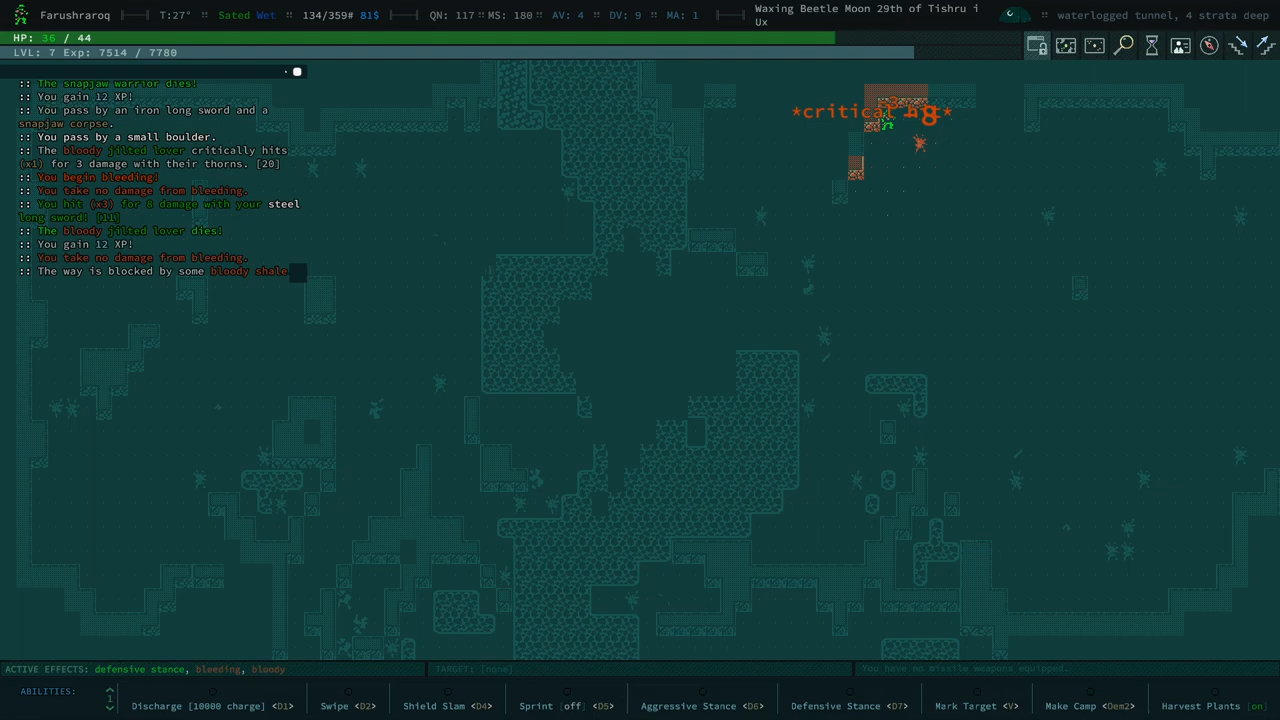 Farushraroq T:27° :: Sated Wet :: 134/359# 81$ QN: 117 :: MS: 180 :: AV: 4 :: DV: 9 :: MA: 1 Waxing Beetle Moon 29th of Tishru i :: waterlogged tunnel, 4 strata deep
Ux
HP: 36 / 44
LVL: 7 Exp: 7514 / 7780
:: The snapjaw warrior dies!
:: You gain 12 XP!
:: You pass by an iron long sword and a
snapjaw corpse.
:: You pass by a small boulder.
:: The bloody jilted lover critically hits
(x1) for 3 damage with their thorns. [20]
:: You begin bleeding!
:: You take no damage from bleeding.
:: You hit (x3) for 8 damage with your steel
long sword! [11]
:: The bloody jilted lover dies!
:: You gain 12 XP!
:: You take no damage from bleeding.
:: The way is blocked by some bloody shale
*critical hit*
ACTIVE EFFECTS: defensive stance, bleeding, bloody
TARGET: [none]
You have no missile weapons equipped.
ABILITIES: 1 Discharge [10000 charge] <D1> Swipe <D2> Shield Slam <D4> Sprint [off] <D5> Aggressive Stance <D6> Defensive Stance <D7> Mark Target <V> Make Camp <Oem2> Harvest Plants [on]